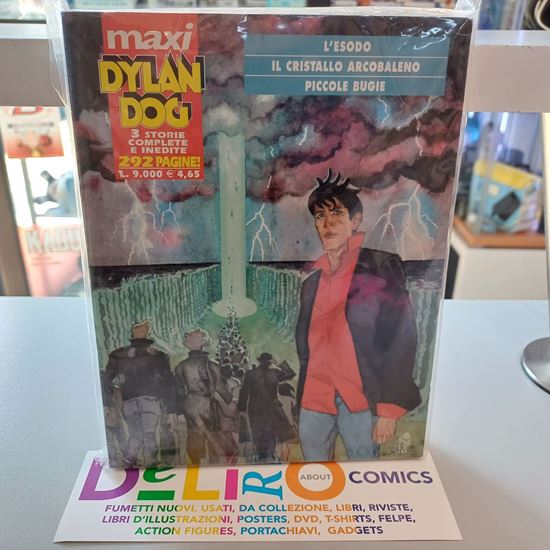 maxi
DYLAN
DOG
3 STORIE
COMPLETE
E INEDITE
292 PAGINE!
L. 9.000 € 4,65
L'ESODO
IL CRISTALLO ARCOBALENO
PICCOLE BUGIE
DeLiRO ABOUT COMICS
FUMETTI NUOVI, USATI, DA COLLEZIONE, LIBRI, RIVISTE,
LIBRI D'ILLUSTRAZIONI, POSTERS, DVD, T-SHIRTS, FELPE,
ACTION FIGURES, PORTACHIAVI, GADGETS